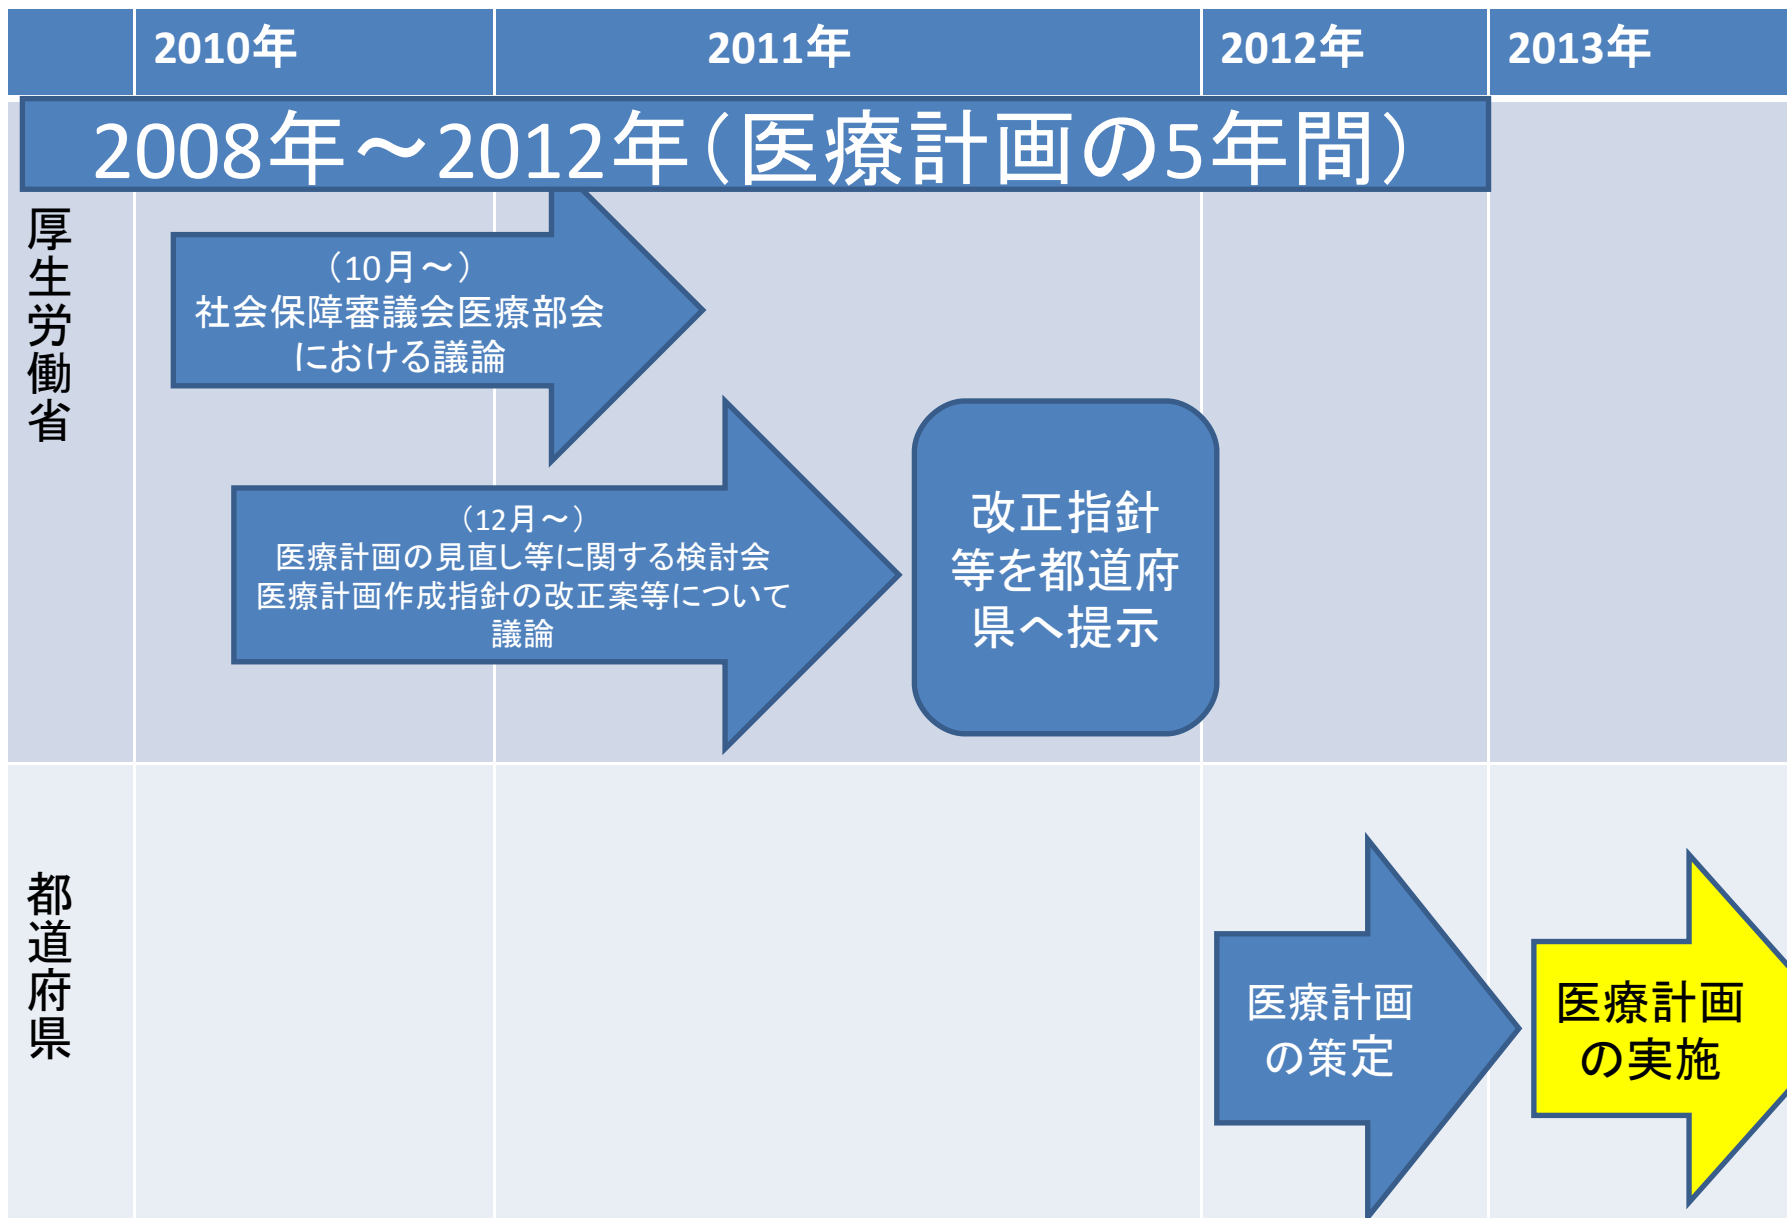 2010年
2011年
2012年
2013年
2008年～2012年（医療計画の5年間）
厚生労働省
（10月～）
社会保障審議会医療部会
における議論
（12月～）
医療計画の見直し等に関する検討会
医療計画作成指針の改正案等について
議論
改正指針
等を都道府
県へ提示
都道府県
医療計画
の策定
医療計画
の実施